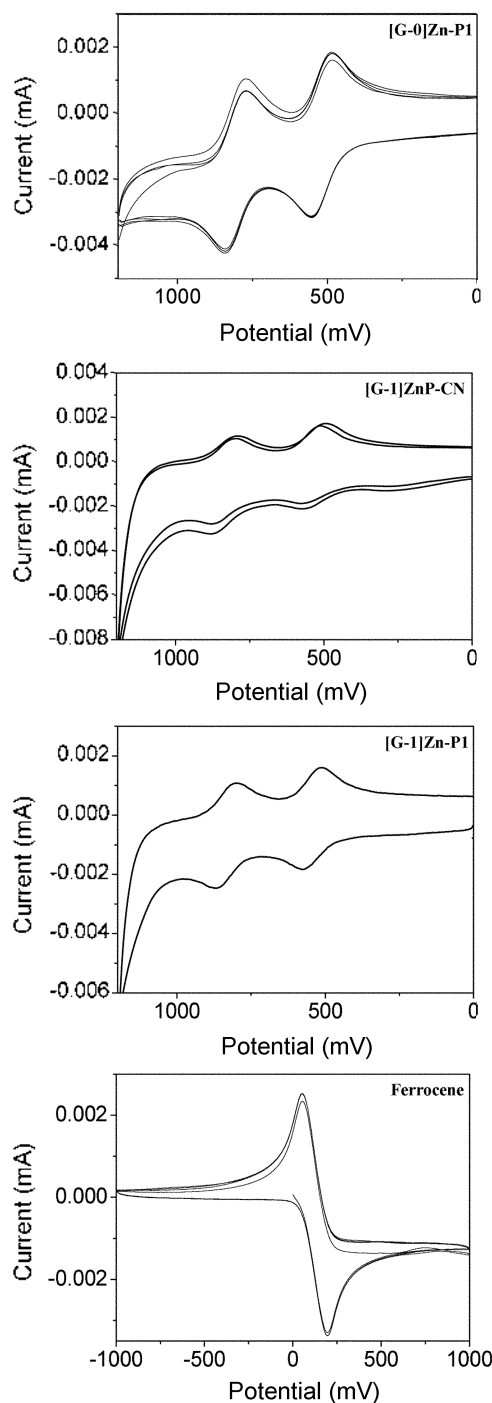 [G-0]Zn-P1
0.002
0.000
-0.002
-0.004
Current (mA)
1000 500 0
Potential (mV)
[G-1]ZnP-CN
0.004
0.002
0.000
-0.002
-0.004
-0.006
-0.008
Current (mA)
1000 500 0
Potential (mV)
[G-1]Zn-P1
0.002
0.000
-0.002
-0.004
-0.006
Current (mA)
1000 500 0
Potential (mV)
Ferrocene
0.002
0.000
-0.002
Current (mA)
-1000 -500 0 500 1000
Potential (mV)